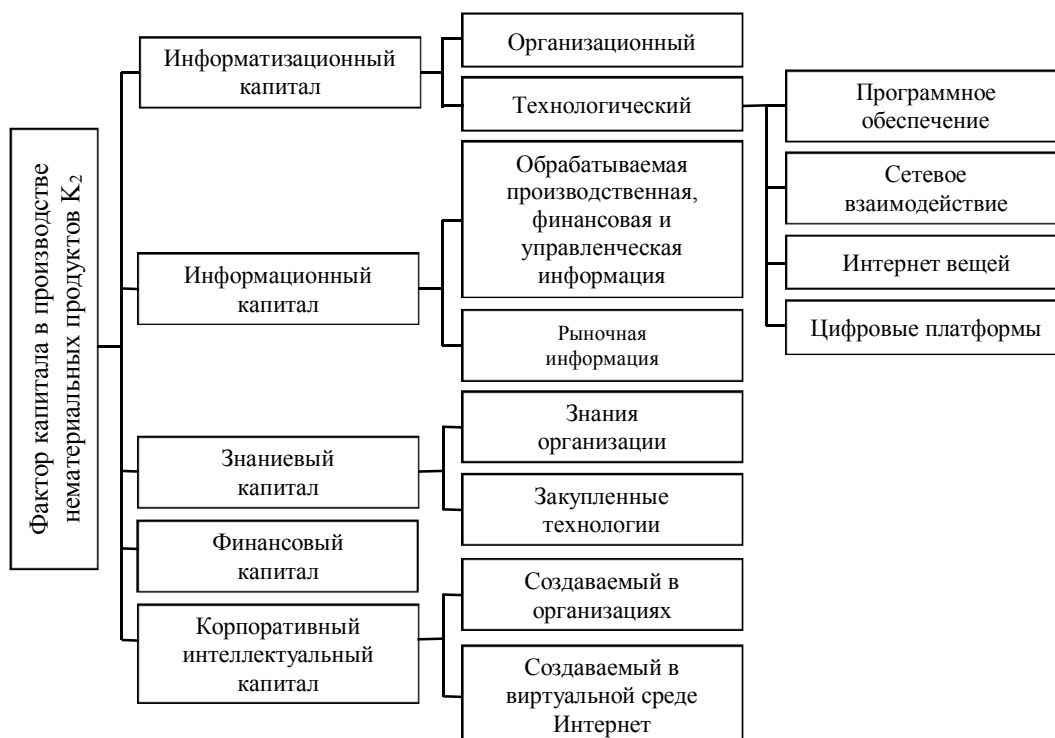 Фактор капитала в производстве
нематериальных продуктов K₂
Информатизационный
капитал
Организационный
Технологический
Программное
обеспечение
Сетевое
взаимодействие
Интернет вещей
Цифровые платформы
Информационный
капитал
Обрабатываемая
производственная,
финансовая и
управленческая
информация
Рыночная
информация
Знаниевый
капитал
Знания
организации
Закупленные
технологии
Финансовый
капитал
Корпоративный
интеллектуальный
капитал
Создаваемый в
организациях
Создаваемый в
виртуальной среде
Интернет